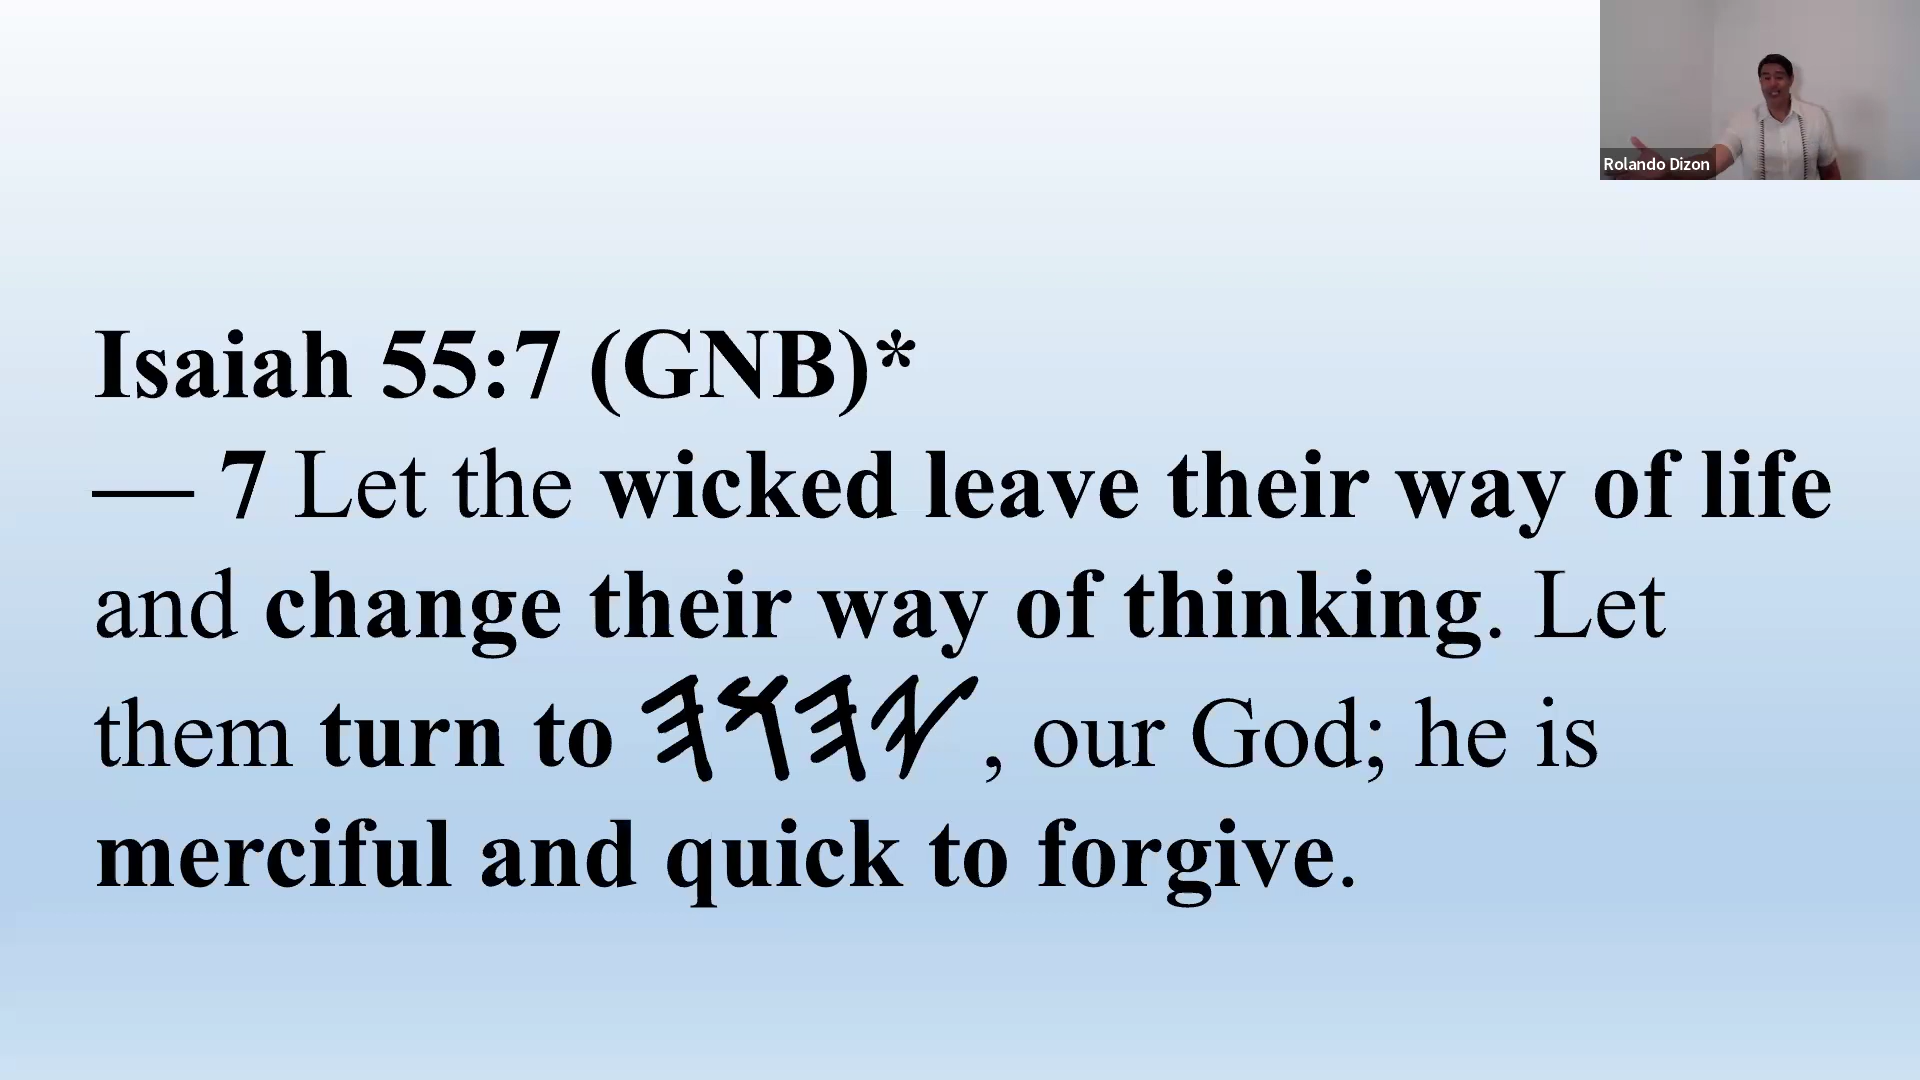 Rolando Dizon
Isaiah 55:7 (GNB)*
— 7 Let the wicked leave their way of life
and change their way of thinking. Let
them turn to 𐤉𐤄𐤅𐤄, our God; he is
merciful and quick to forgive.